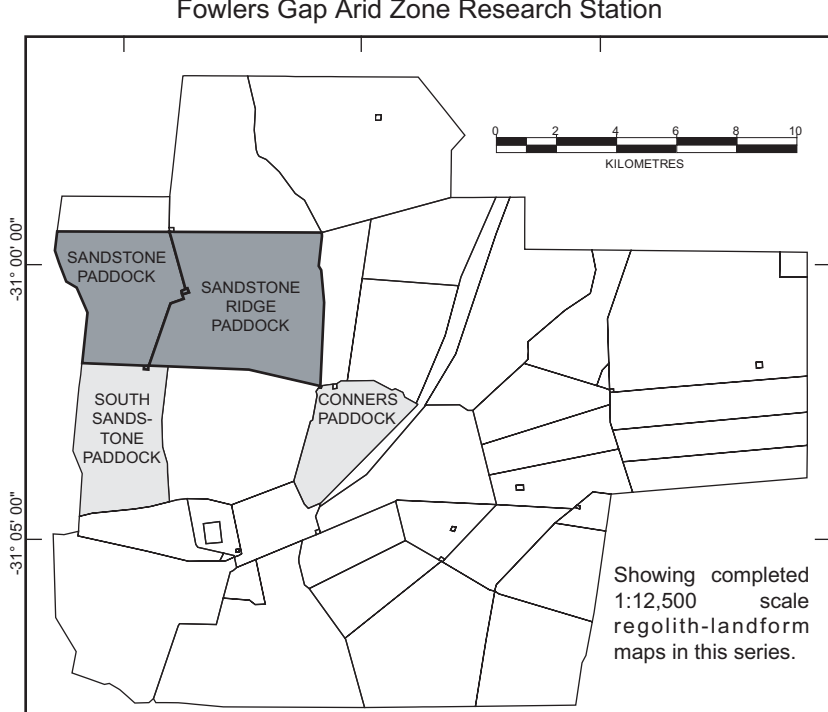 Fowlers Gap Arid Zone Research Station
0 2 4 6 8 10
KILOMETRES
-31° 00' 00"
SANDSTONE
PADDOCK
SANDSTONE
RIDGE
PADDOCK
SOUTH
SANDS-
TONE
PADDOCK
CONNERS
PADDOCK
-31° 05' 00"
Showing completed
1:12,500 scale
regolith-landform
maps in this series.